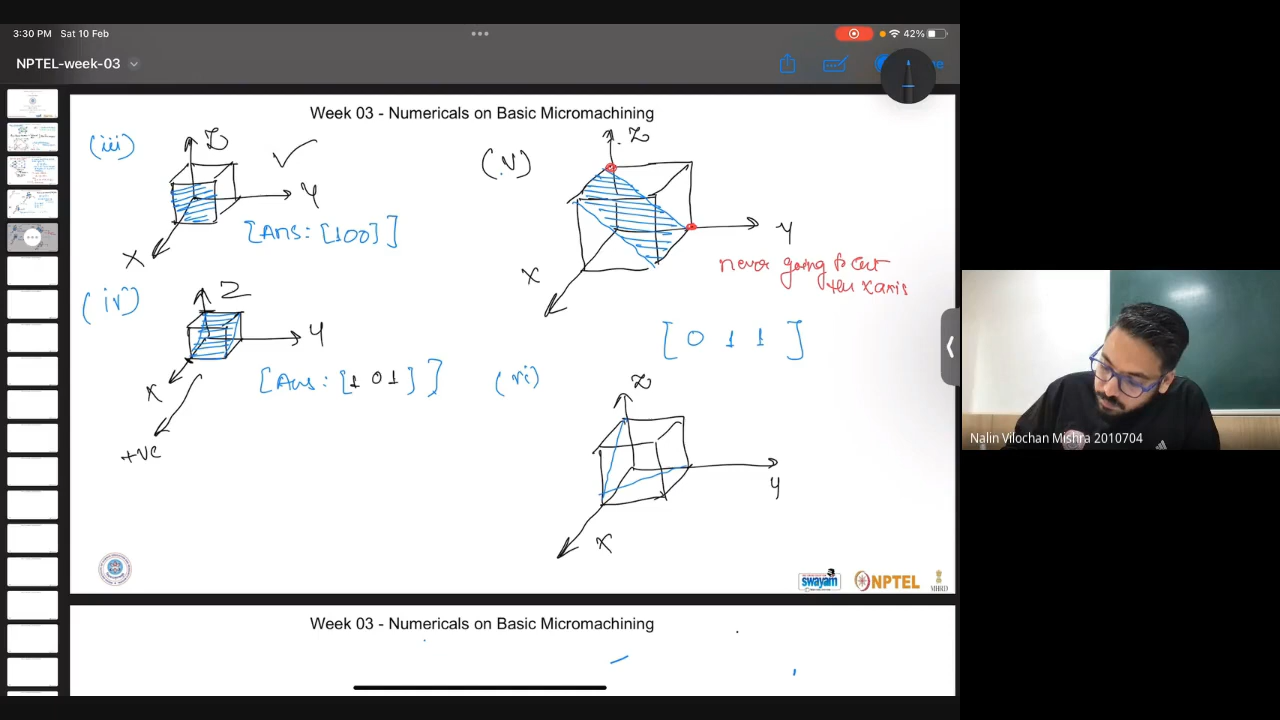 3:30 PM Sat 10 Feb
42%
NPTEL-week-03
Week 03 - Numericals on Basic Micromachining
(iii)
Z
Y
X
[Ans: [100]]
(iv)
Z
Y
X
+ve
[Ans: [1 0 1]]
(v)
Z
Y
X
never going to cut
the x axis
[0 1 1]
(vi)
Z
Y
X
swayam
NPTEL
MHRD
Week 03 - Numericals on Basic Micromachining
Nalin Vilochan Mishra 2010704